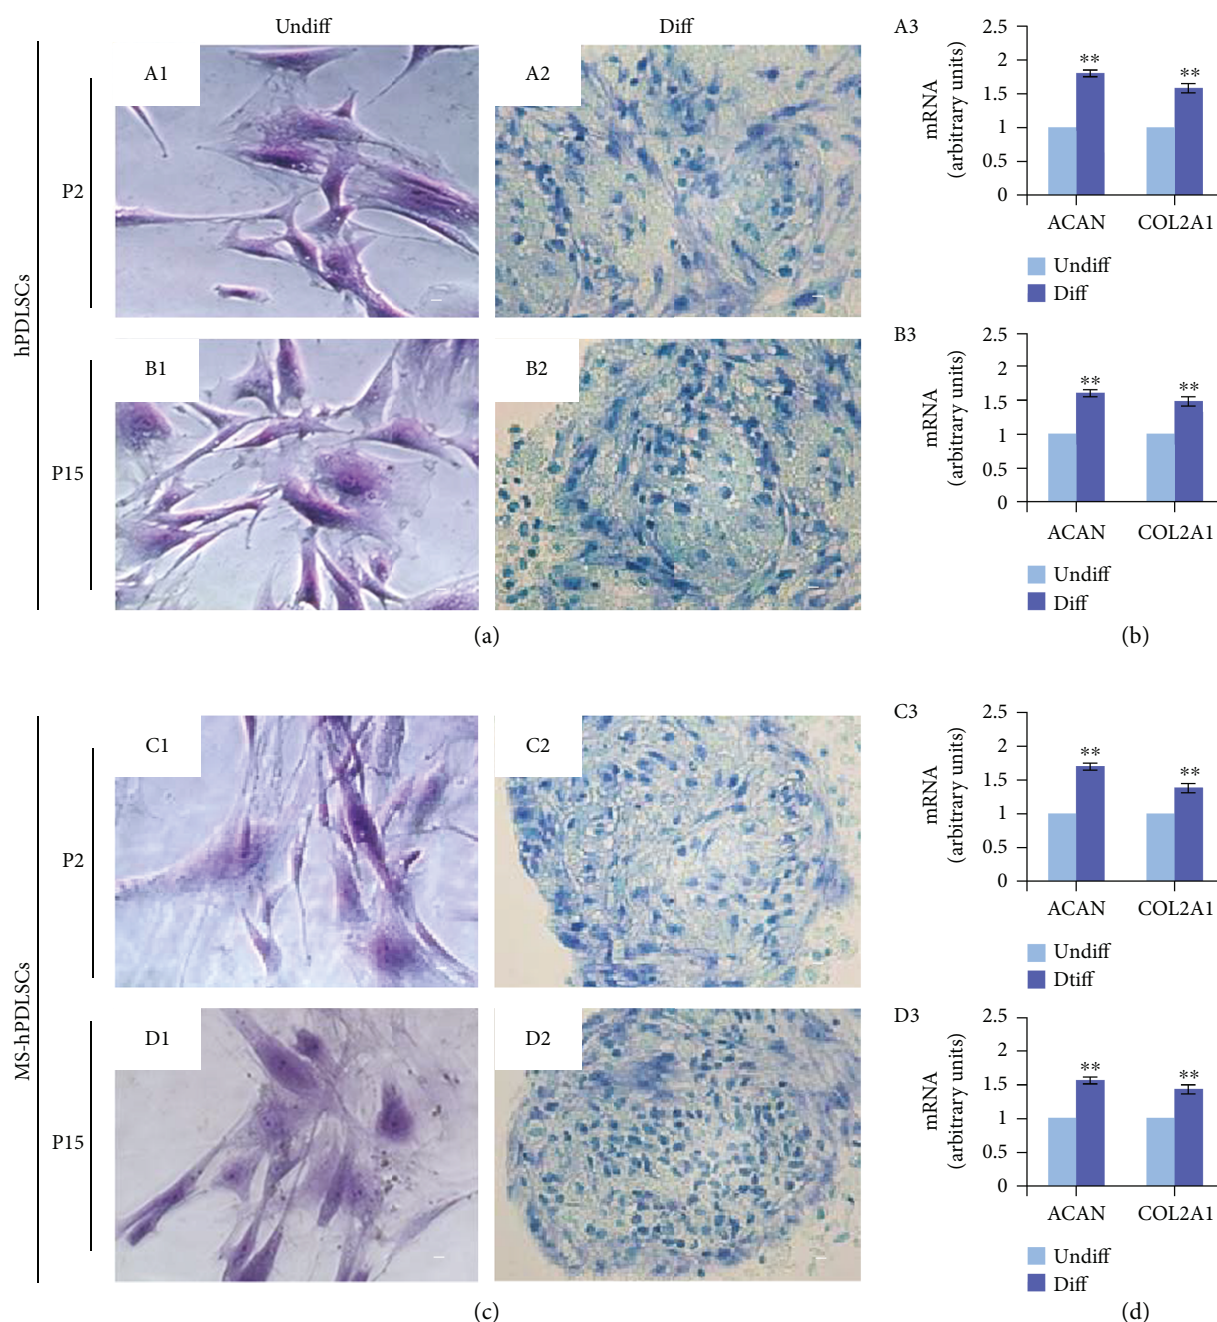 Undiff
Diff
hPDLSCs
P2
A1
A2
A3
mRNA
(arbitrary units)
2.5
2
1.5
1
0.5
0
**
**
ACAN
COL2A1
Undiff
Diff
P15
B1
B2
B3
mRNA
(arbitrary units)
2.5
2
1.5
1
0.5
0
**
**
ACAN
COL2A1
Undiff
Diff
(a)
(b)
MS-hPDLSCs
P2
C1
C2
C3
mRNA
(arbitrary units)
2.5
2
1.5
1
0.5
0
**
**
ACAN
COL2A1
Undiff
Dtiff
P15
D1
D2
D3
mRNA
(arbitrary units)
2.5
2
1.5
1
0.5
0
**
**
ACAN
COL2A1
Undiff
Diff
(c)
(d)